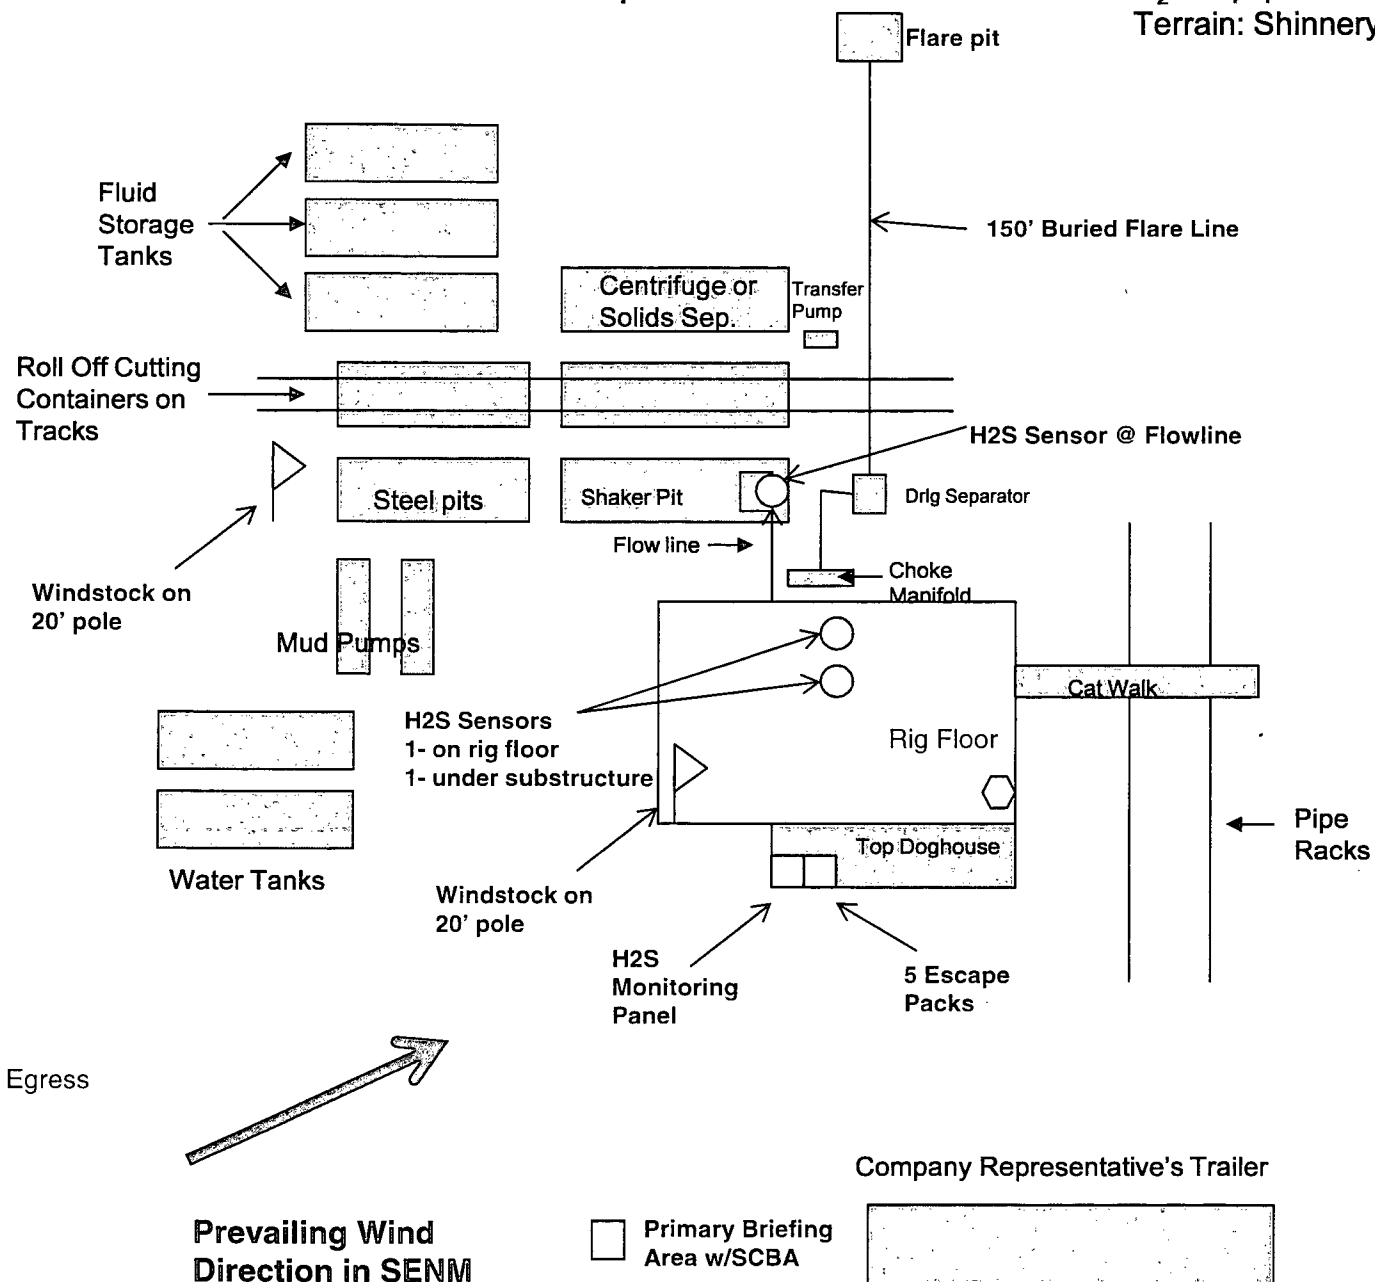 Terrain: Shinnery
Flare pit
Fluid
Storage
Tanks
150' Buried Flare Line
Centrifuge or
Solids Sep.
Transfer
Pump
Roll Off Cutting
Containers on
Tracks
H2S Sensor @ Flowline
Steel pits
Shaker Pit
Drlg Separator
Flow line
Choke
Manifold
Windstock on
20' pole
Mud Pumps
Cat Walk
H2S Sensors
1- on rig floor
1- under substructure
Rig Floor
Pipe
Racks
Top Doghouse
Water Tanks
Windstock on
20' pole
H2S
Monitoring
Panel
5 Escape
Packs
Egress
Company Representative's Trailer
Prevailing Wind
Direction in SENM
Primary Briefing
Area w/SCBA